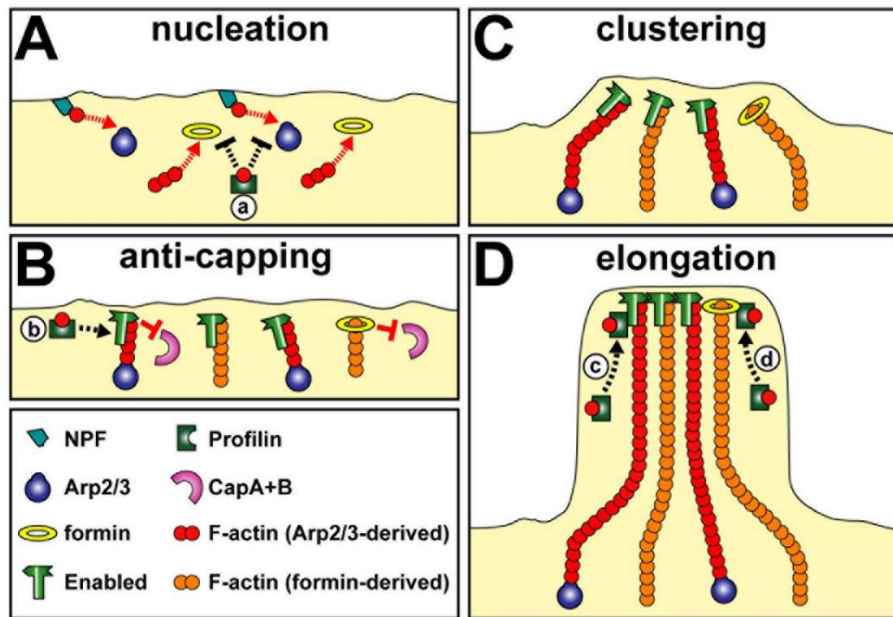 A nucleation
a
B anti-capping
b
NPF
Profilin
Arp2/3
CapA+B
formin
F-actin (Arp2/3-derived)
Enabled
F-actin (formin-derived)
C clustering
D elongation
c
d